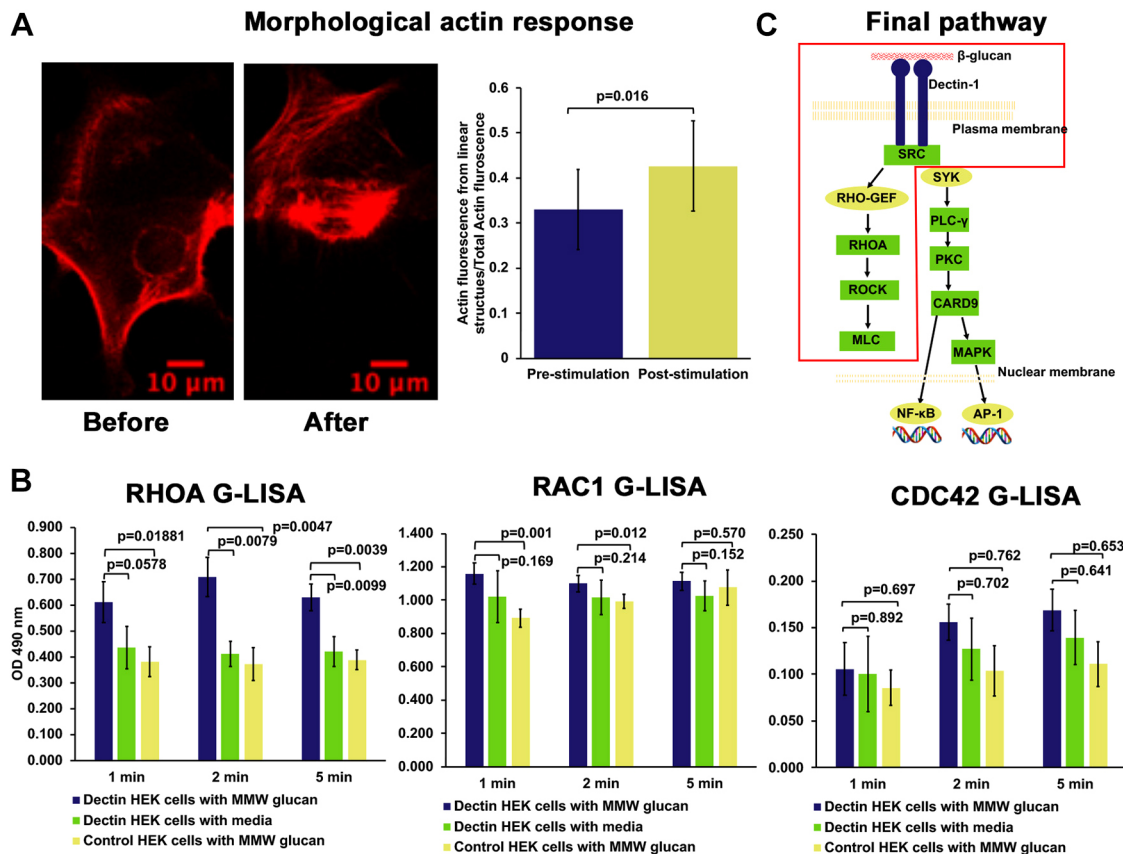 A
Morphological actin response
10 μm
Before
10 μm
After
Actin fluorescence from linear
structues/Total Actin fluroscence
0.6
0.5
0.4
0.3
0.2
0.1
0
p=0.016
Pre-stimulation
Post-stimulation
C
Final pathway
β-glucan
Dectin-1
Plasma membrane
SRC
SYK
RHO-GEF
PLC-γ
RHOA
PKC
ROCK
CARD9
MLC
MAPK
Nuclear membrane
NF-κB
AP-1
B
RHOA G-LISA
OD 490 nm
0.900
0.800
0.700
0.600
0.500
0.400
0.300
0.200
0.100
0.000
p=0.01881
p=0.0578
p=0.0047
p=0.0079
p=0.0039
p=0.0099
1 min
2 min
5 min
Dectin HEK cells with MMW glucan
Dectin HEK cells with media
Control HEK cells with MMW glucan
RAC1 G-LISA
1.400
1.200
1.000
0.800
0.600
0.400
0.200
0.000
p=0.001
p=0.169
p=0.012
p=0.214
p=0.570
p=0.152
1 min
2 min
5 min
Dectin HEK cells with MMW glucan
Dectin HEK cells with media
Control HEK cells with MMW glucan
CDC42 G-LISA
0.250
0.200
0.150
0.100
0.050
0.000
p=0.697
p=0.892
p=0.762
p=0.702
p=0.653
p=0.641
1 min
2 min
5 min
Dectin HEK cells with MMW glucan
Dectin HEK cells with media
Control HEK cells with MMW glucan